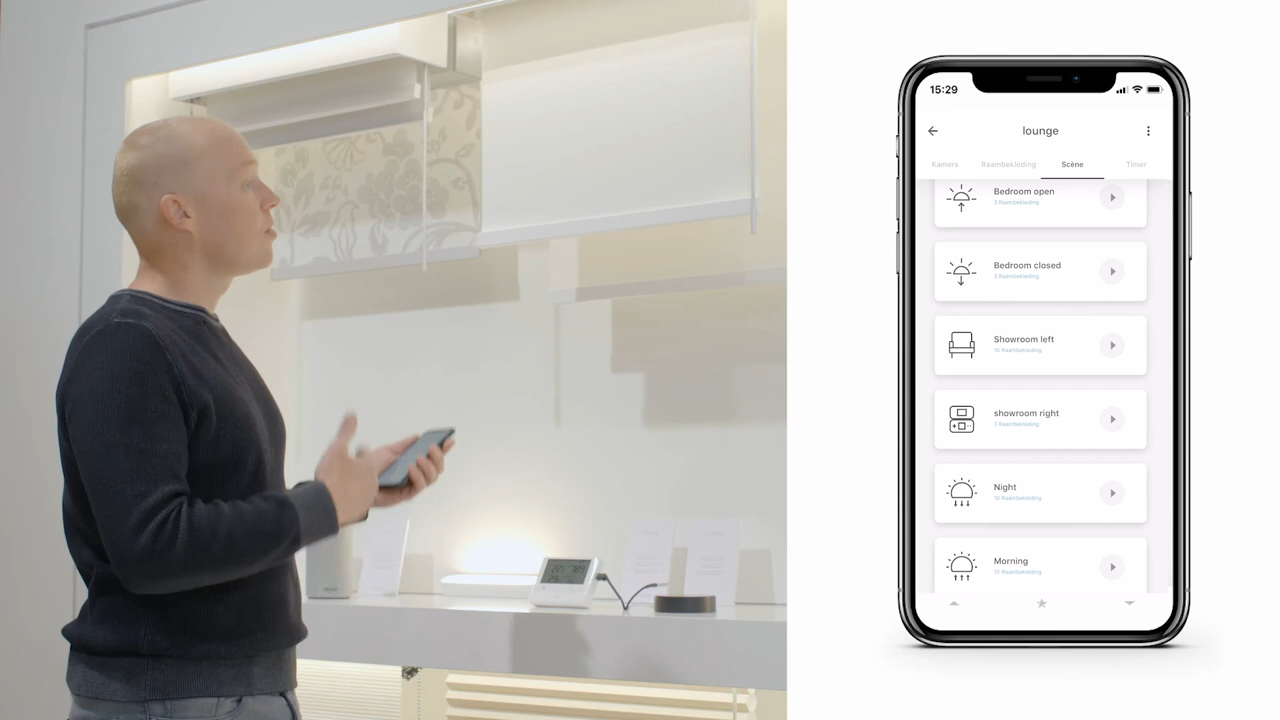 15:29
lounge
Kamers Raambekleding Scène Timer
Bedroom open
3 Raambekleding
Bedroom closed
3 Raambekleding
Showroom left
10 Raambekleding
showroom right
3 Raambekleding
Night
10 Raambekleding
Morning
10 Raambekleding